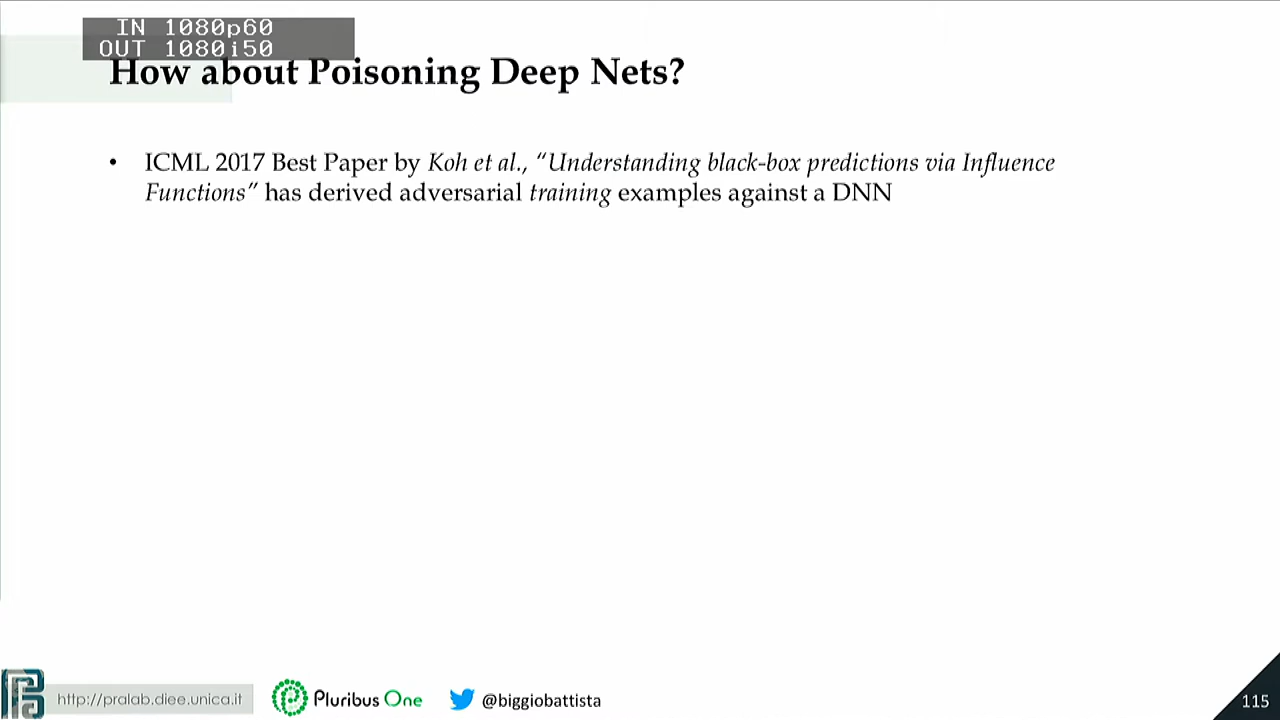 IN 1080p60
OUT 1080i50
How about Poisoning Deep Nets?
• ICML 2017 Best Paper by Koh et al., “Understanding black-box predictions via Influence
Functions” has derived adversarial training examples against a DNN
http://pralab.diee.unica.it
Pluribus One
@biggiobattista
115